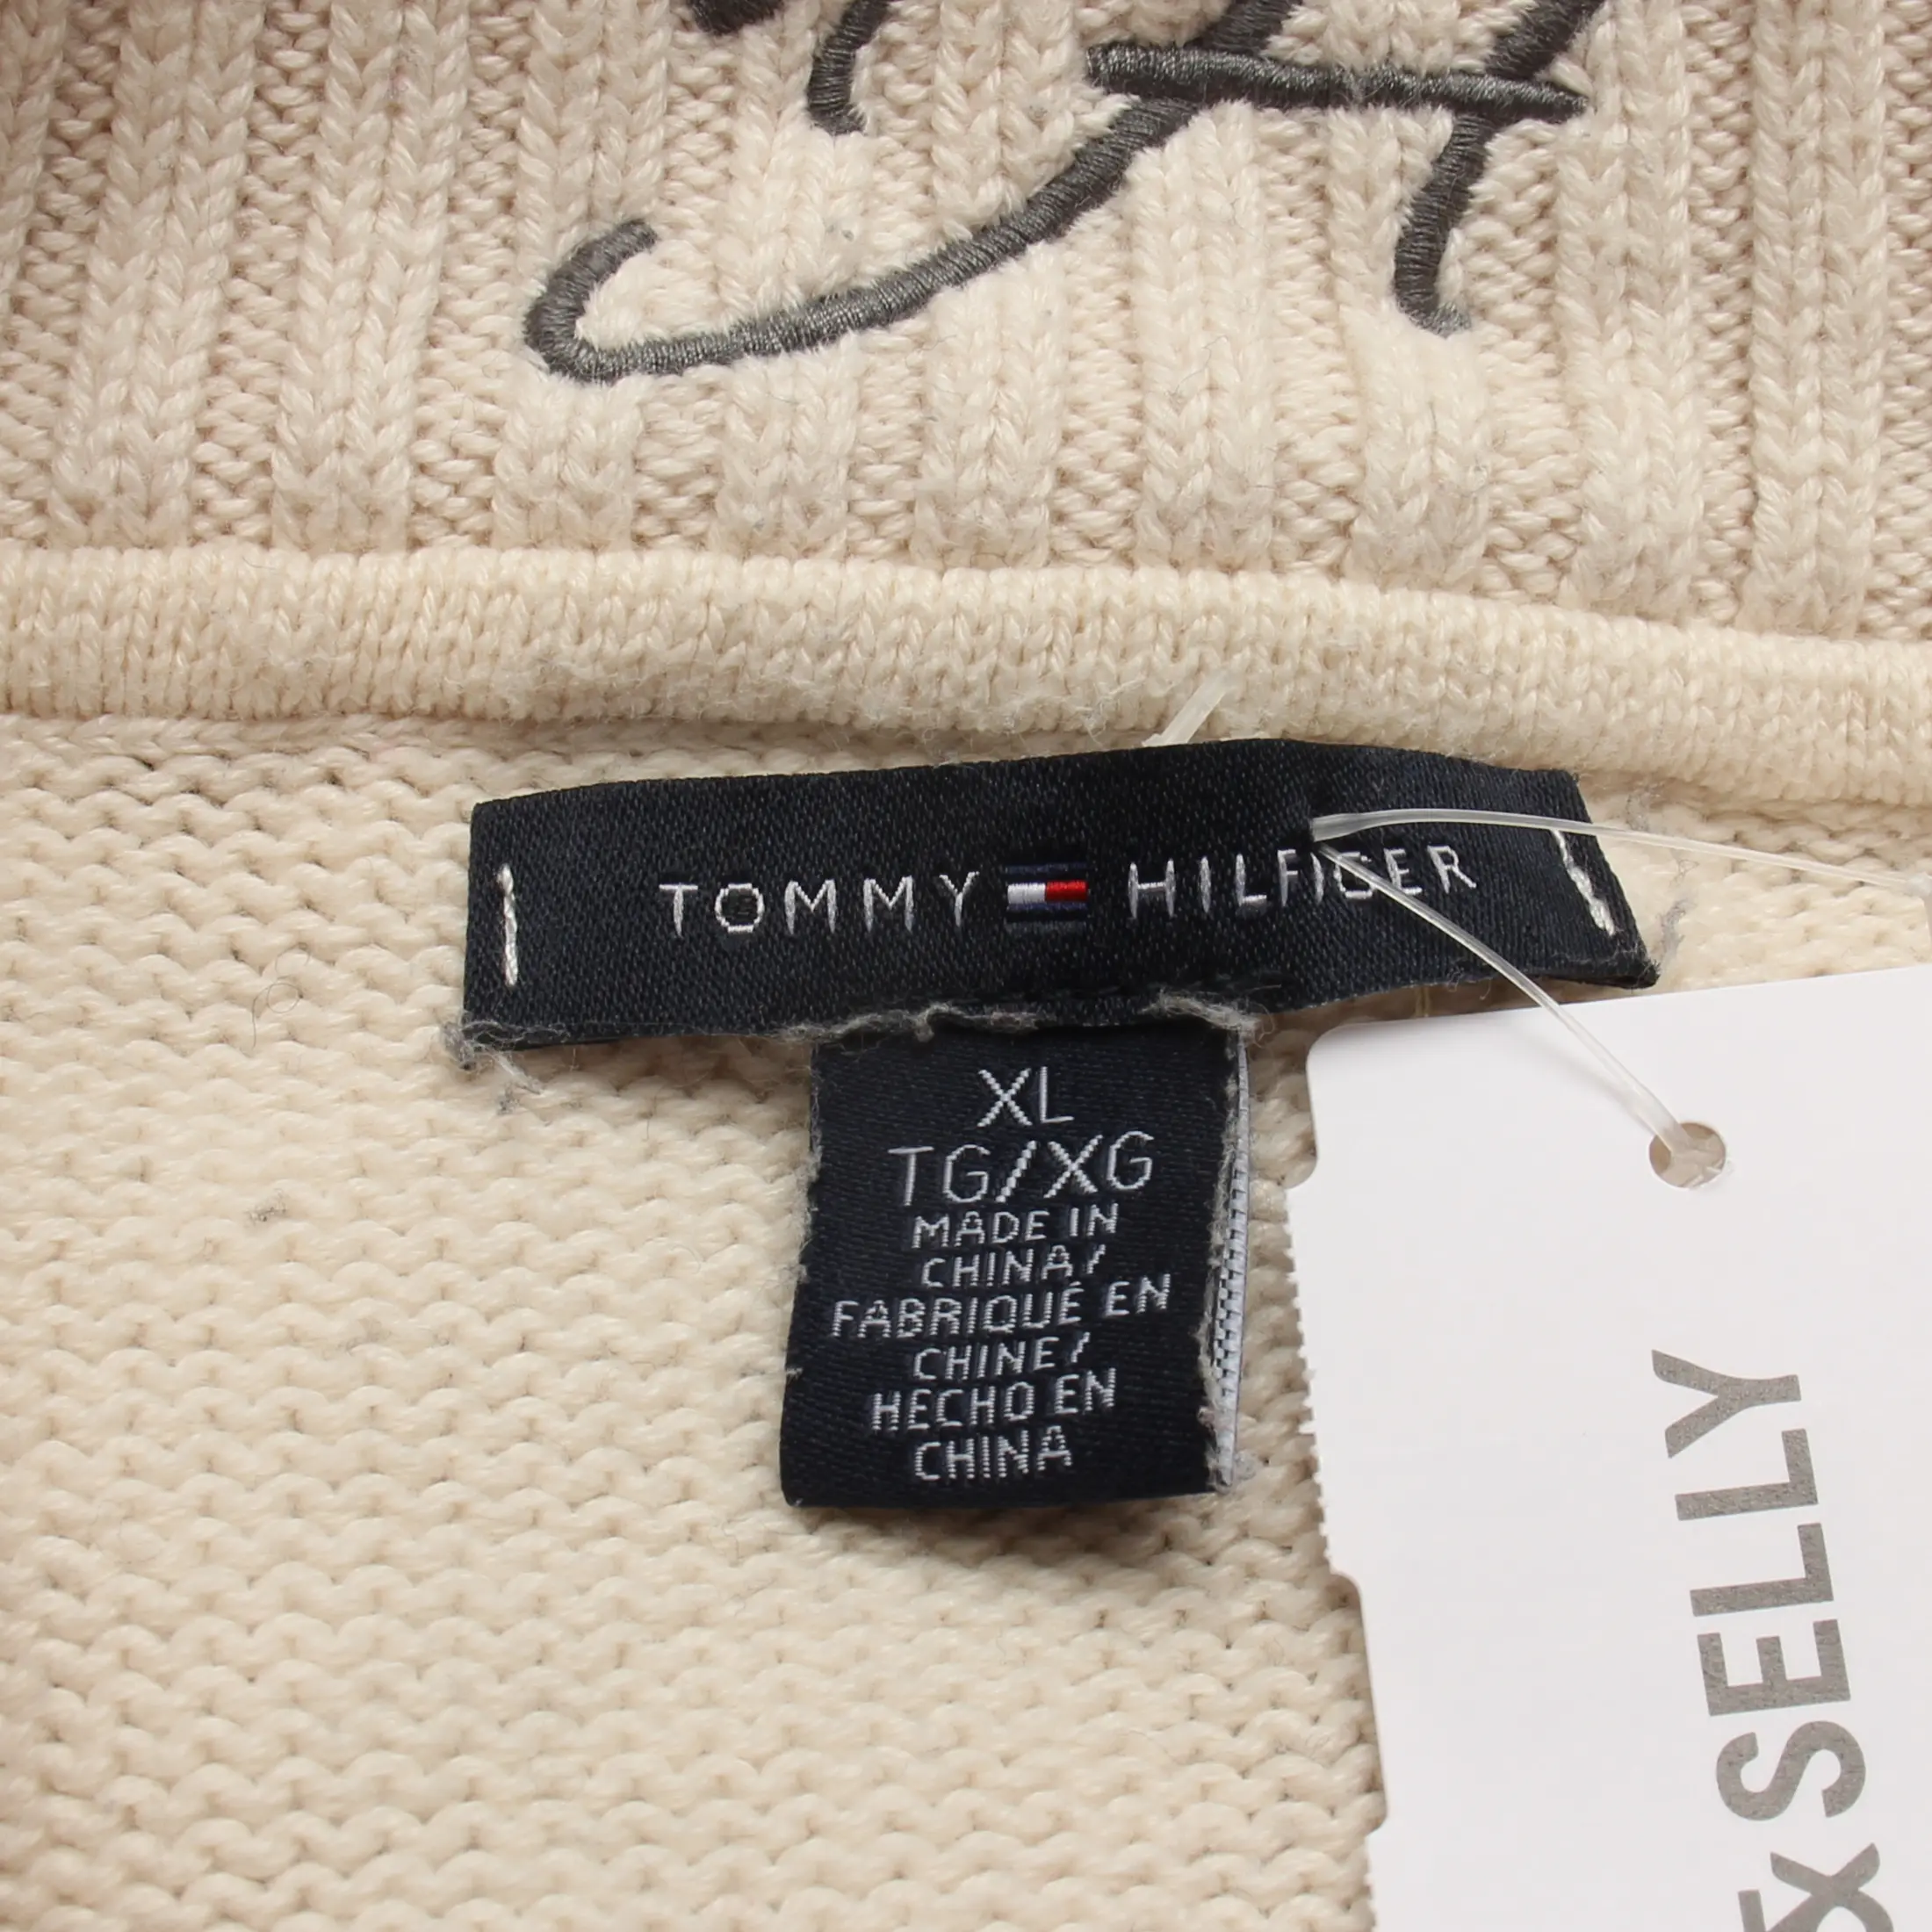 TOMMY HILFIGER
XL
TG/XG
MADE IN
CHINA/
FABRIQUÉ EN
CHINE/
HECHO EN
CHINA
SELLY